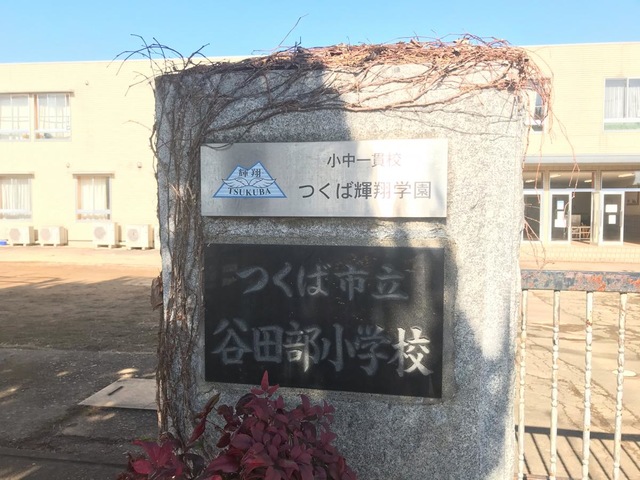 小中一貫校
輝翔
TSUKUBA
つくば輝翔学園
つくば市立
谷田部小学校